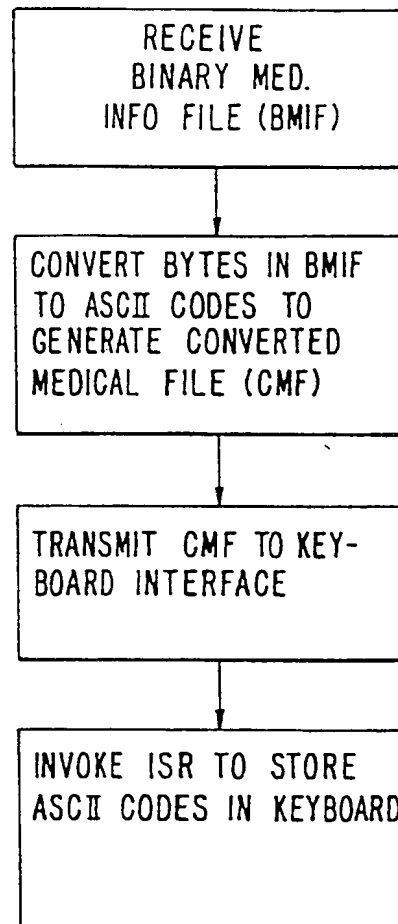 RECEIVE
BINARY MED.
INFO FILE (BMIF)
CONVERT BYTES IN BMIF
TO ASCII CODES TO
GENERATE CONVERTED
MEDICAL FILE (CMF)
TRANSMIT CMF TO KEY-
BOARD INTERFACE
INVOKE ISR TO STORE
ASCII CODES IN KEYBOARD